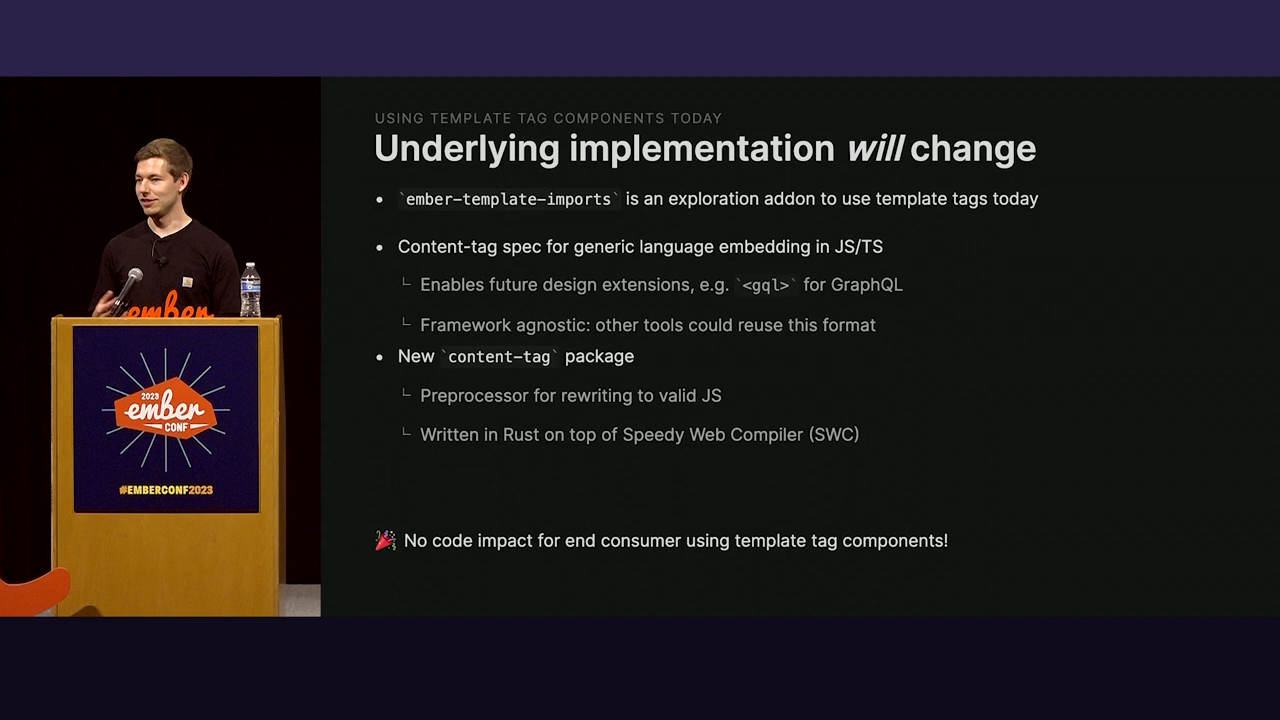 USING TEMPLATE TAG COMPONENTS TODAY
Underlying implementation will change
• `ember-template-imports` is an exploration addon to use template tags today
• Content-tag spec for generic language embedding in JS/TS
└ Enables future design extensions, e.g. `<gql>` for GraphQL
└ Framework agnostic: other tools could reuse this format
• New `content-tag` package
└ Preprocessor for rewriting to valid JS
└ Written in Rust on top of Speedy Web Compiler (SWC)
🎉 No code impact for end consumer using template tag components!
ember
2023
ember
CONF
#EMBERCONF2023